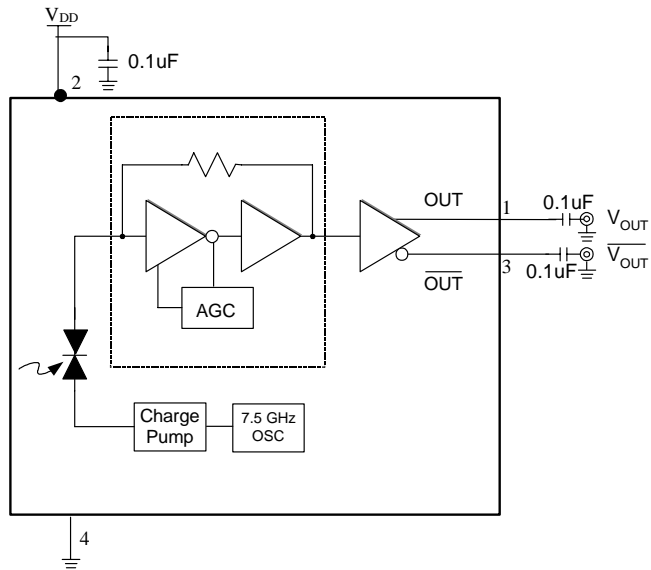 VDD
0.1uF
2
OUT
1
0.1uF
VOUT
VOUT
3
0.1uF
OUT
AGC
Charge
Pump
7.5 GHz
OSC
4